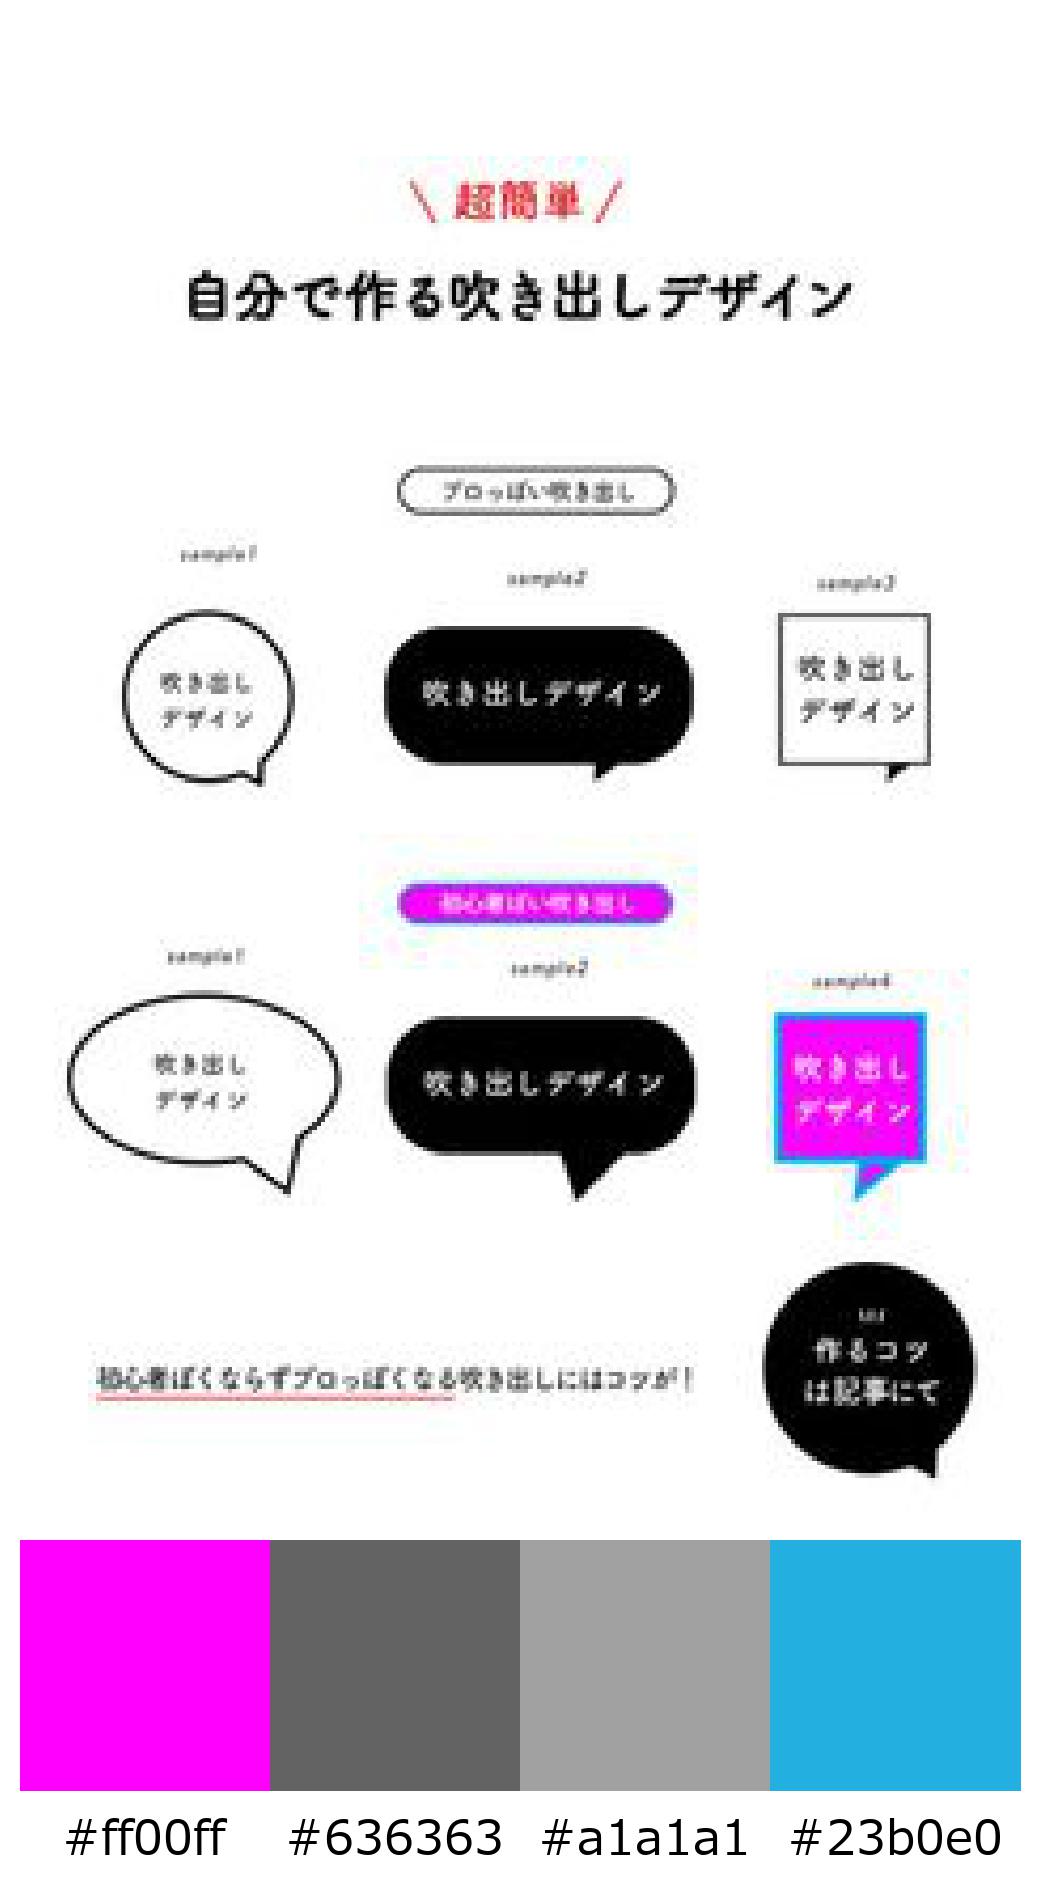 \ 超簡単 /
自分で作る吹き出しデザイン
プロっぽい吹き出し
sample1
sample2
sample3
吹き出し
デザイン
吹き出しデザイン
吹き出し
デザイン
初心者ぽい吹き出し
sample1
sample2
sample4
吹き出し
デザイン
吹き出しデザイン
吹き出し
デザイン
初心者ぽくならずプロっぽくなる吹き出しにはコツが!
作るコツ
は記事にて
#ff00ff
#636363
#a1a1a1
#23b0e0